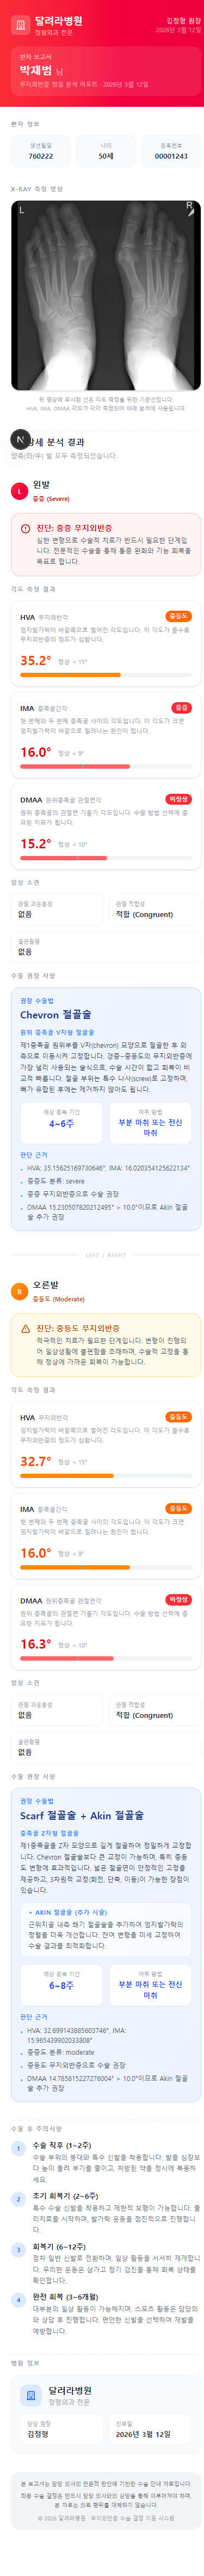 달려라병원
정형외과 전문
김정형 원장
2026년 3월 12일
환자 보고서
박재범 님
무지외반증 정밀 분석 리포트 · 2026년 3월 12일
환자 정보
생년월일
760222
나이
50세
등록번호
00001243
X-RAY 측정 영상
L
R
위 영상에 표시된 선은 각도 측정을 위한 기준선입니다.
HVA, IMA, DMAA 각도가 각각 측정되어 아래 분석에 사용됩니다.
N
상세 분석 결과
양측(좌/우) 발 모두 측정되었습니다.
L
왼발
중증 (Severe)
진단: 중증 무지외반증
심한 변형으로 수술적 치료가 반드시 필요한 단계입
니다. 전문적인 수술을 통해 통증 완화와 기능 회복을
목표로 합니다.
각도 측정 결과
HVA 무지외반각
중등도
엄지발가락이 바깥쪽으로 벌어진 각도입니다. 이 각도가 클수록
무지외반증의 정도가 심합니다.
35.2° 정상 < 15°
IMA 중족골간각
중증
첫 번째와 두 번째 중족골 사이의 각도입니다. 이 각도가 크면
엄지발가락이 바깥으로 밀려나는 원인이 됩니다.
16.0° 정상 < 9°
DMAA 원위중족골 관절면각
비정상
원위 중족골의 관절면 기울기 각도입니다. 수술 방법 선택에 중
요한 지표가 됩니다.
15.2° 정상 < 10°
임상 소견
관절 과운동성
없음
관절 적합성
적합 (Congruent)
골관절염
없음
수술 권장 사항
권장 수술법
Chevron 절골술
원위 중족골 V자형 절골술
제1중족골 원위부를 V자(chevron) 모양으로 절골한 후 외
측으로 이동시켜 고정합니다. 경증~중등도의 무지외반증에
가장 널리 사용되는 술식으로, 수술 시간이 짧고 회복이 비
교적 빠릅니다. 절골 부위는 특수 나사(screw)로 고정하며,
뼈가 유합된 후에는 제거하지 않아도 됩니다.
예상 회복 기간
4~6주
마취 방법
부분 마취 또는 전신
마취
판단 근거
• HVA: 35.15625169730646°, IMA: 16.020354125622134°
• 중증도 분류: severe
• 중증 무지외반증으로 수술 권장
• DMAA 15.230507820212495° > 10.0°이므로 Akin 절골
술 추가 권장
LEFT / RIGHT
R
오른발
중등도 (Moderate)
진단: 중등도 무지외반증
적극적인 치료가 필요한 단계입니다. 변형이 진행되
어 일상생활에 불편함을 초래하며, 수술적 교정을 통
해 정상에 가까운 회복이 가능합니다.
각도 측정 결과
HVA 무지외반각
중등도
엄지발가락이 바깥쪽으로 벌어진 각도입니다. 이 각도가 클수록
무지외반증의 정도가 심합니다.
32.7° 정상 < 15°
IMA 중족골간각
중등도
첫 번째와 두 번째 중족골 사이의 각도입니다. 이 각도가 크면
엄지발가락이 바깥으로 밀려나는 원인이 됩니다.
16.0° 정상 < 9°
DMAA 원위중족골 관절면각
비정상
원위 중족골의 관절면 기울기 각도입니다. 수술 방법 선택에 중
요한 지표가 됩니다.
16.3° 정상 < 10°
임상 소견
관절 과운동성
없음
관절 적합성
적합 (Congruent)
골관절염
없음
수술 권장 사항
권장 수술법
Scarf 절골술 + Akin 절골술
중족골 Z자형 절골술
제1중족골을 Z자 모양으로 길게 절골하여 정밀하게 교정합
니다. Chevron 절골술보다 큰 교정이 가능하며, 특히 중등
도 변형에 효과적입니다. 넓은 절골면이 안정적인 고정을
제공하고, 3차원적 교정(회전, 단축, 이동)이 가능한 장점이
있습니다.
+ AKIN 절골술 (추가 시술)
근위지골 내측 쐐기 절골술을 추가하여 엄지발가락의
정렬을 더욱 개선합니다. 잔여 변형을 미세 교정하여
수술 결과를 최적화합니다.
예상 회복 기간
6~8주
마취 방법
부분 마취 또는 전신
마취
판단 근거
• HVA: 32.699143885603746°, IMA:
15.965439902033808°
• 중증도 분류: moderate
• 중등도 무지외반증으로 수술 권장
• DMAA 14.785815227276004° > 10.0°이므로 Akin 절골
술 추가 권장
수술 후 주의사항
1
수술 직후 (1~2주)
수술 부위의 붕대와 특수 신발을 착용합니다. 발을 심장보
다 높이 올려 부기를 줄이고, 처방된 약을 정시에 복용하
세요.
2
초기 회복기 (2~6주)
특수 수술 신발을 착용하고 제한적 보행이 가능합니다. 물
리치료를 시작하며, 발가락 운동을 점진적으로 진행합니
다.
3
회복기 (6~12주)
점차 일반 신발로 전환하며, 일상 활동을 서서히 재개합니
다. 무리한 운동은 삼가고 정기 검진을 통해 회복 상태를
확인합니다.
4
완전 회복 (3~6개월)
대부분의 일상 활동이 가능해지며, 스포츠 활동은 담당의
와 상담 후 진행합니다. 편안한 신발을 선택하여 재발을
예방합니다.
병원 정보
달려라병원
정형외과 전문
담당 원장
김정형
진료일
2026년 3월 12일
본 보고서는 담당 의사의 전문적 판단에 기반한 수술 안내 자료입니다.
최종 수술 결정은 반드시 담당 의사와의 상담을 통해 이루어져야 하며,
본 자료는 의료 행위를 대체하지 않습니다.
© 2026 달려라병원 · 무지외반증 수술 결정 지원 시스템